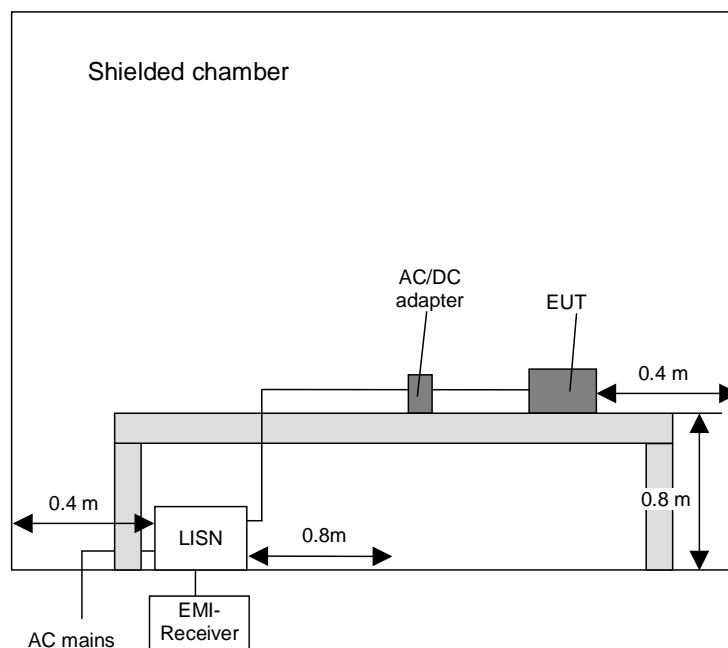 Shielded chamber
AC/DC
adapter
EUT
0.4 m
0.4 m
0.8 m
LISN
0.8m
EMI-
Receiver
AC mains